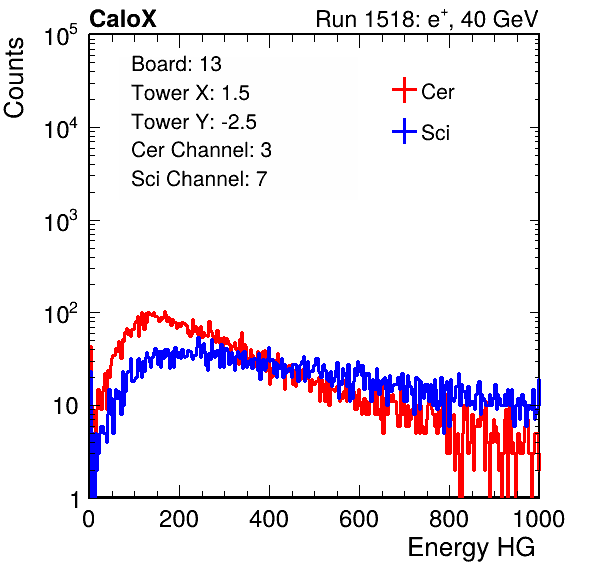 CaloX Run 1518: e⁺, 40 GeV
Counts
10⁵
10⁴
10³
10²
10
1
Board: 13
Tower X: 1.5
Tower Y: -2.5
Cer Channel: 3
Sci Channel: 7
Cer
Sci
0 200 400 600 800 1000
Energy HG